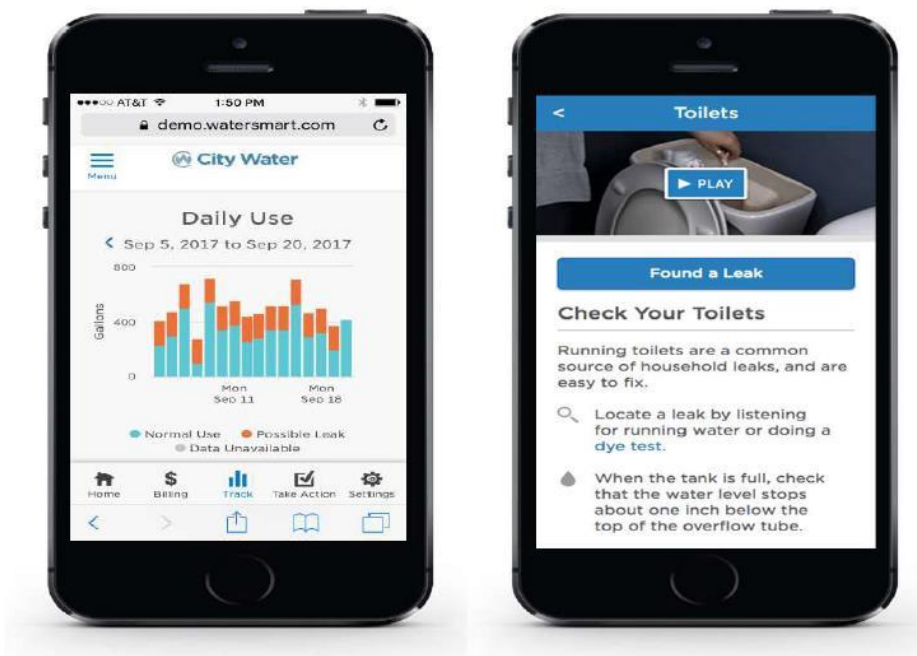 AT&T 1:50 PM
demo.watersmart.com
Menu
City Water
Daily Use
< Sep 5, 2017 to Sep 20, 2017
800
Gallons
400
0
Mon Mon
Sep 11 Sep 18
Normal Use Possible Leak
Data Unavailable
Home Billing Track Take Action Settings
< Toilets
PLAY
Found a Leak
Check Your Toilets
Running toilets are a common
source of household leaks, and are
easy to fix.
Locate a leak by listening
for running water or doing a
dye test.
When the tank is full, check
that the water level stops
about one inch below the
top of the overflow tube.